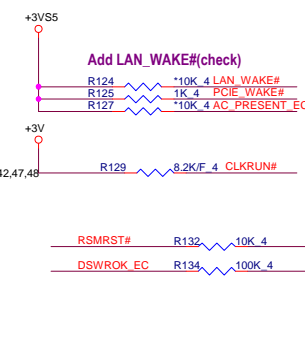 +3VS5
Add LAN_WAKE#(check)
R124 *10K_4 LAN_WAKE#
R125 1K_4 PCIE_WAKE#
R127 *10K_4 AC_PRESENT_EC
+3V
42,47,48
R129 8.2K/F_4 CLKRUN#
RSMRST# R132 10K_4
DSWROK_EC R134 100K_4